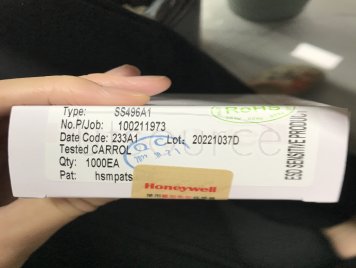 Type: SS496A1
RoHS
No.P/Job: 100211973
Date Code: 233A1 Lot. 20221037D
Tested CARROL
QC
Qty: 1000EA
Pat: hsmpats
Honeywell
ESD SENSITIVE PRODUCT